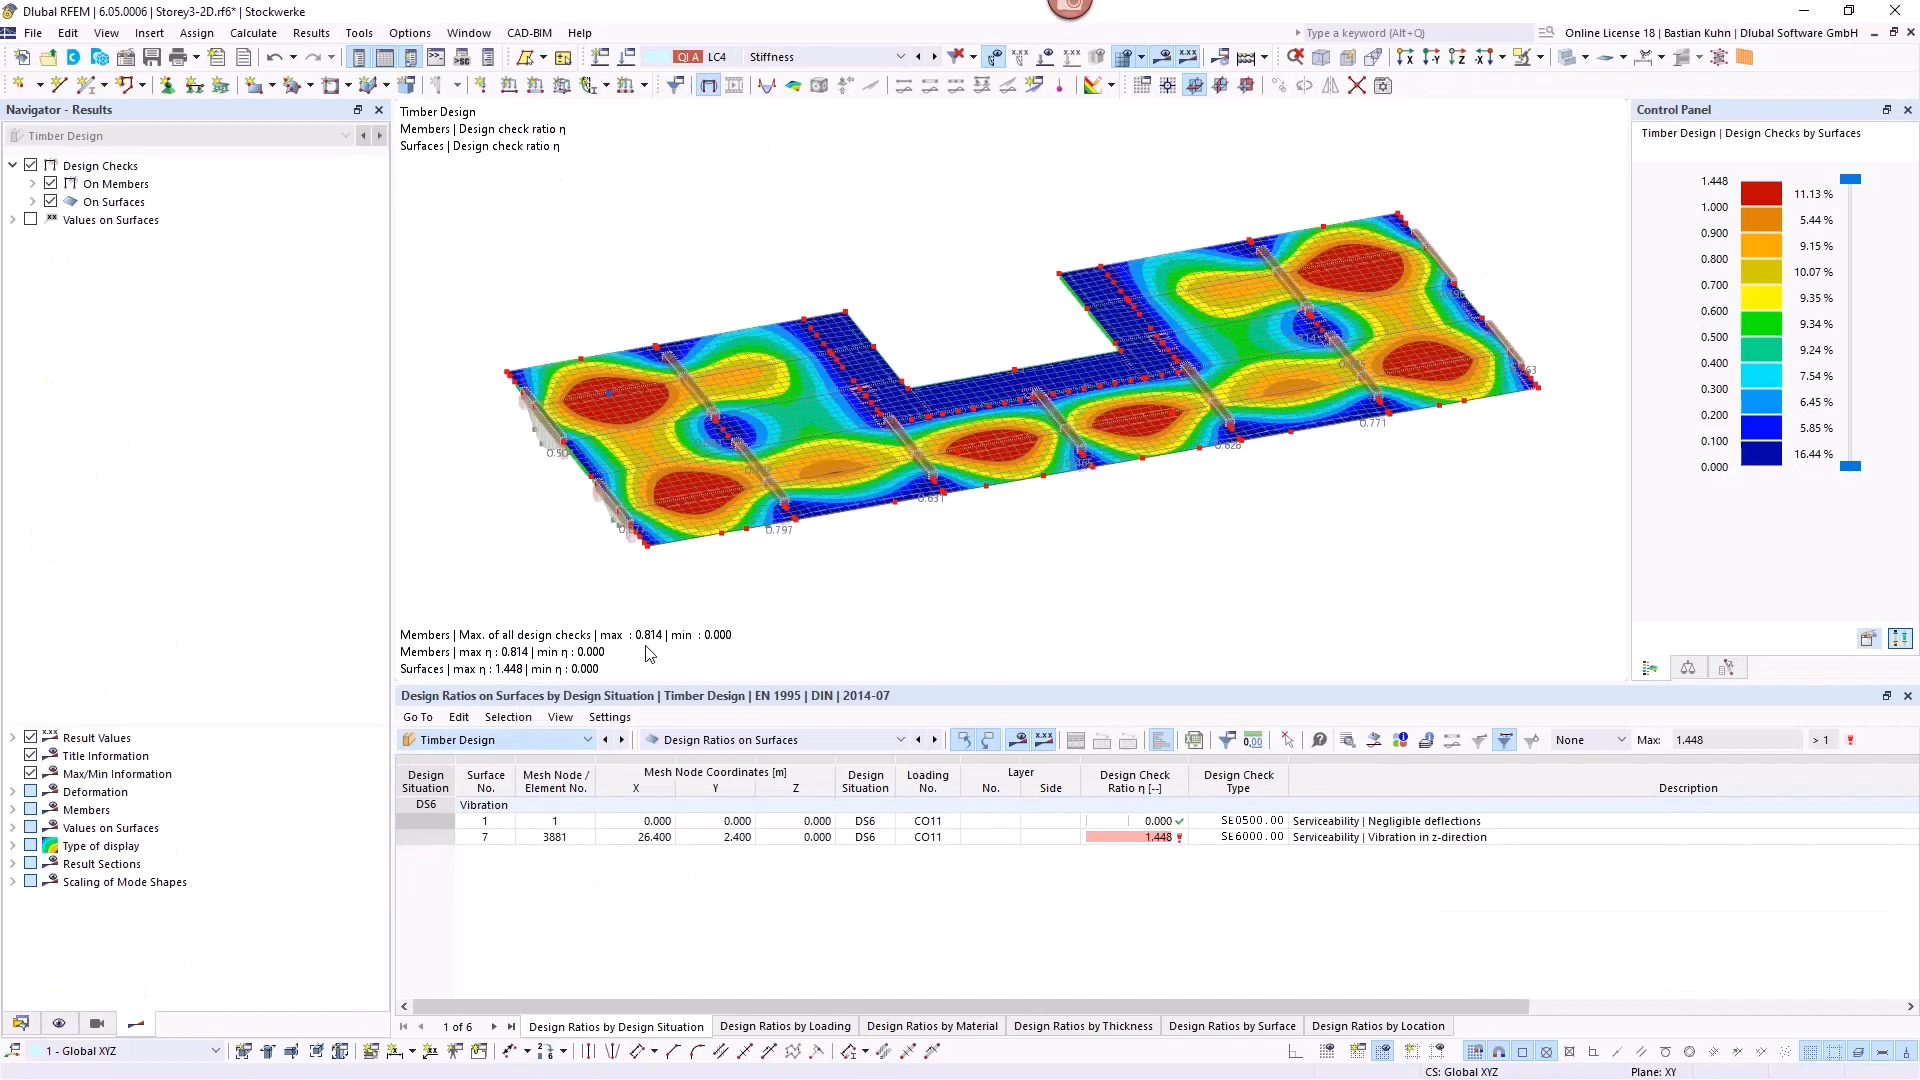 Dlubal RFEM | 6.05.0006 | Storey3-2D.rf6* | Stockwerke
File Edit View Insert Assign Calculate Results Tools Options Window CAD-BIM Help
Type a keyword (Alt+Q)
Online License 18 | Bastian Kuhn | Dlubal Software GmbH
QI A LC4 Stiffness
Navigator - Results
Timber Design
Design Checks
On Members
On Surfaces
Values on Surfaces
Result Values
Title Information
Max/Min Information
Deformation
Members
Values on Surfaces
Type of display
Result Sections
Scaling of Mode Shapes
Timber Design
Members | Design check ratio η
Surfaces | Design check ratio η
0.797
0.631
0.628
0.771
Members | Max. of all design checks | max : 0.814 | min : 0.000
Members | max η : 0.814 | min η : 0.000
Surfaces | max η : 1.448 | min η : 0.000
Control Panel
Timber Design | Design Checks by Surfaces
1.448
11.13 %
1.000
5.44 %
0.900
9.15 %
0.800
10.07 %
0.700
9.35 %
0.600
9.34 %
0.500
9.24 %
0.400
7.54 %
0.300
6.45 %
0.200
5.85 %
0.100
16.44 %
0.000
Design Ratios on Surfaces by Design Situation | Timber Design | EN 1995 | DIN | 2014-07
Go To Edit Selection View Settings
Timber Design Design Ratios on Surfaces None Max: 1.448 > 1
Design Situation Surface No. Mesh Node / Element No. Mesh Node Coordinates [m] X Y Z Design Situation Loading No. Layer No. Side Design Check Ratio η [--] Design Check Type Description
DS6 Vibration
1 1 0.000 0.000 0.000 DS6 CO11 0.000 SE0500.00 Serviceability | Negligible deflections
7 3881 26.400 2.400 0.000 DS6 CO11 1.448 SE6000.00 Serviceability | Vibration in z-direction
1 of 6 Design Ratios by Design Situation Design Ratios by Loading Design Ratios by Material Design Ratios by Thickness Design Ratios by Surface Design Ratios by Location
1 - Global XYZ
CS: Global XYZ Plane: XY